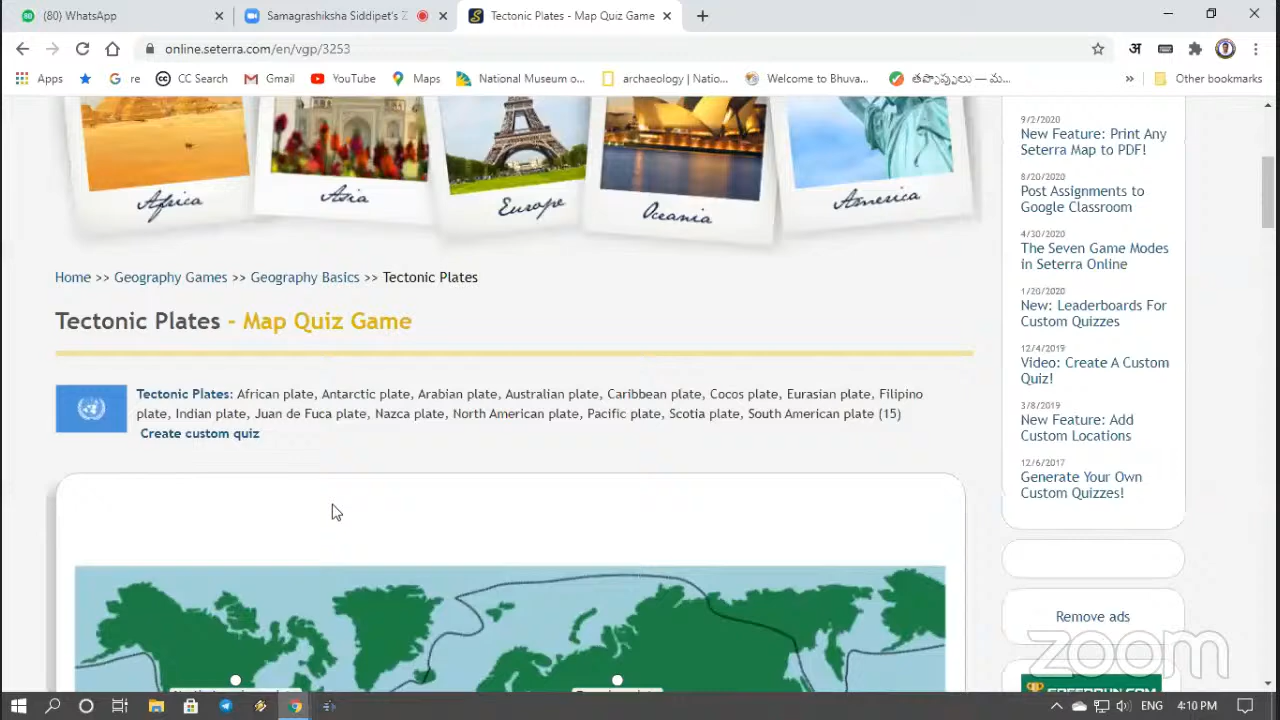 (80) WhatsApp
Samagrashiksha Siddipet's Z
Tectonic Plates - Map Quiz Game
online.seterra.com/en/vgp/3253
अ
Apps
re
CC Search
Gmail
YouTube
Maps
National Museum o...
archaeology | Natio...
Welcome to Bhuva...
తప్పొప్పులు — మ...
Other bookmarks
Africa
Asia
Europe
Oceania
America
9/2/2020
New Feature: Print Any
Seterra Map to PDF!
8/20/2020
Post Assignments to
Google Classroom
4/30/2020
The Seven Game Modes
in Seterra Online
1/20/2020
New: Leaderboards For
Custom Quizzes
12/4/2019
Video: Create A Custom
Quiz!
3/8/2019
New Feature: Add
Custom Locations
12/6/2017
Generate Your Own
Custom Quizzes!
Home >> Geography Games >> Geography Basics >> Tectonic Plates
Tectonic Plates - Map Quiz Game
Tectonic Plates: African plate, Antarctic plate, Arabian plate, Australian plate, Caribbean plate, Cocos plate, Eurasian plate, Filipino
plate, Indian plate, Juan de Fuca plate, Nazca plate, North American plate, Pacific plate, Scotia plate, South American plate (15)
Create custom quiz
Remove ads
zoom
ENG
4:10 PM